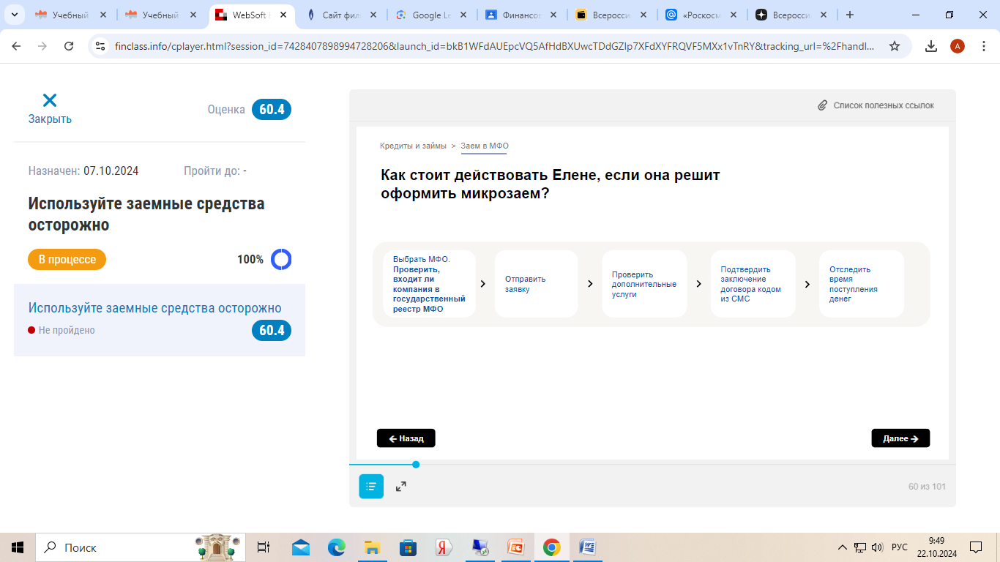 Учебный
Учебный
WebSoft
Сайт фил
Google Le
Финансов
Всеросси
«Роскосм
Всеросси
finclass.info/cplayer.html?session_id=7428407898994728206&launch_id=bkB1WFdAUEpcVQ5AfHdBXUwcTDdGZlp7XFdXYFRQVF5MXx1vTnRY&tracking_url=%2Fhandl...
A
Закрыть
Оценка 60.4
Назначен: 07.10.2024 Пройти до: -
Используйте заемные средства
осторожно
В процессе 100%
Используйте заемные средства осторожно
Не пройдено 60.4
Список полезных ссылок
Кредиты и займы > Заем в МФО
Как стоит действовать Елене, если она решит
оформить микрозаем?
Выбрать МФО.
Проверить,
входит ли
компания в
государственный
реестр МФО
Отправить
заявку
Проверить
дополнительные
услуги
Подтвердить
заключение
договора кодом
из СМС
Отследить
время
поступления
денег
Назад
Далее
60 из 101
Поиск
РУС
9:49
22.10.2024